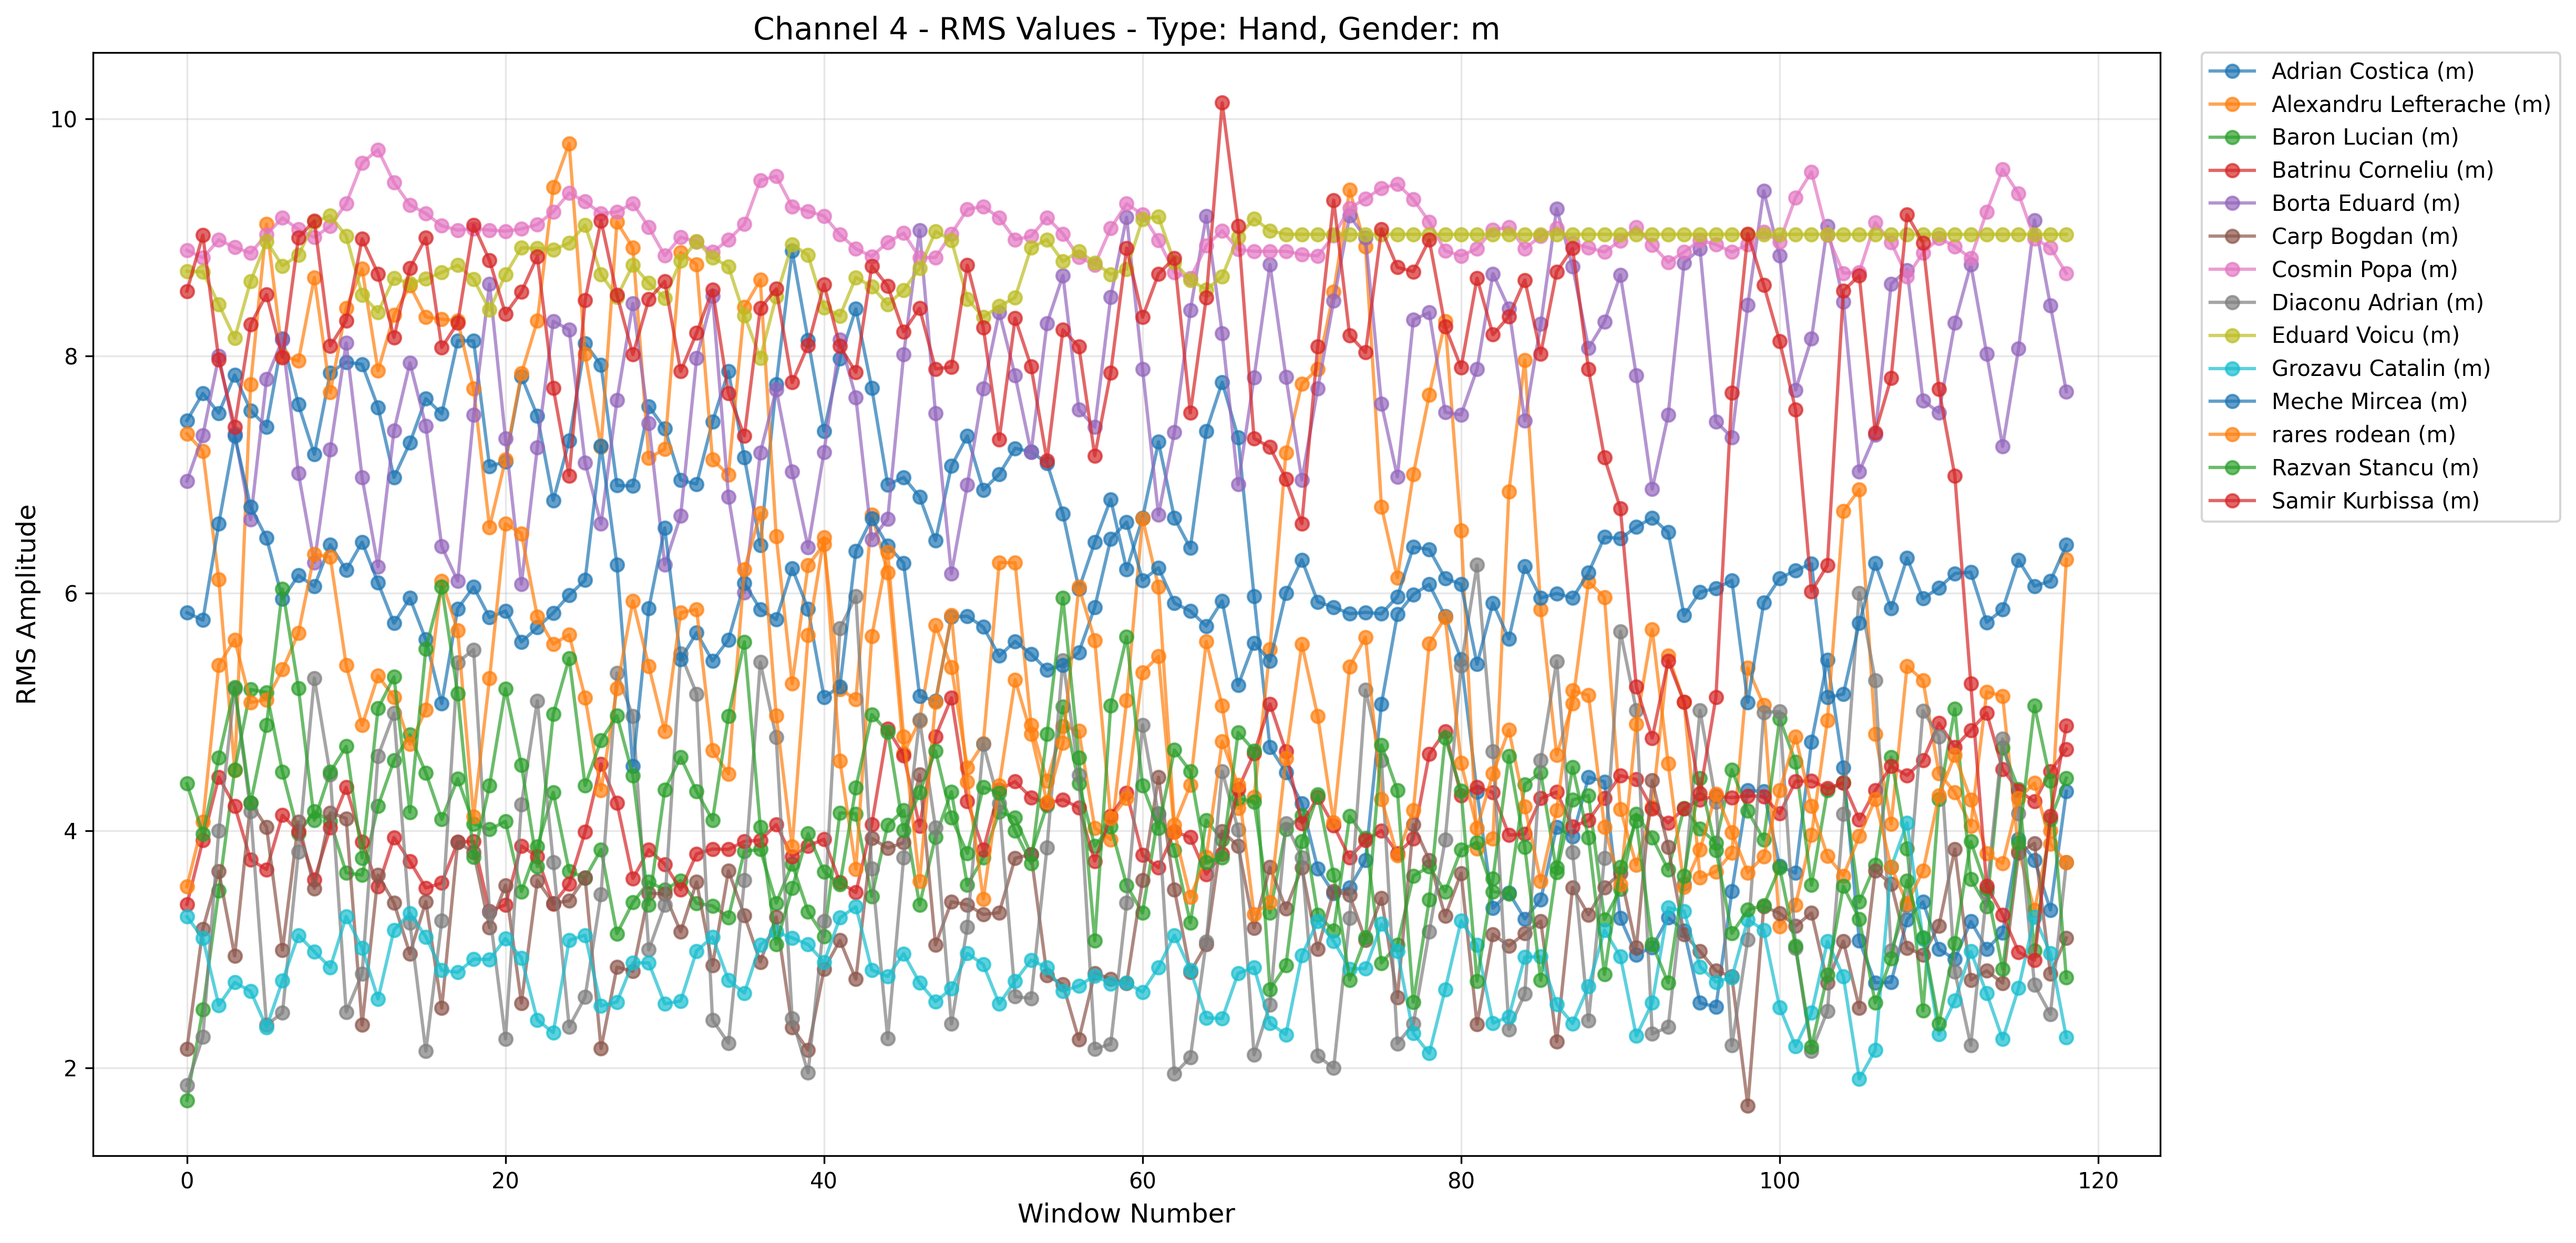 Channel 4 - RMS Values - Type: Hand, Gender: m
RMS Amplitude
10
8
6
4
2
0
20
40
60
80
100
120
Window Number
Adrian Costica (m)
Alexandru Lefterache (m)
Baron Lucian (m)
Batrinu Corneliu (m)
Borta Eduard (m)
Carp Bogdan (m)
Cosmin Popa (m)
Diaconu Adrian (m)
Eduard Voicu (m)
Grozavu Catalin (m)
Meche Mircea (m)
rares rodean (m)
Razvan Stancu (m)
Samir Kurbissa (m)